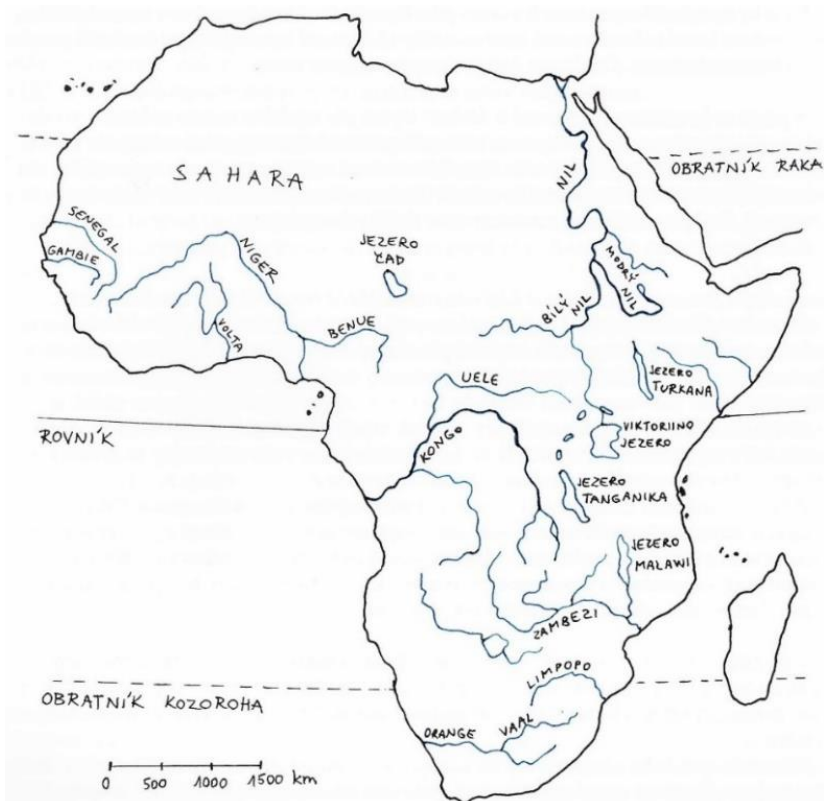 OBRATNÍK RAKA
SAHARA
NIL
SENEGAL
GAMBIE
NIGER
JEZERO
ČAD
MODRÝ
NIL
BÍLÝ
NIL
VOLTA
BENUE
UELE
JEZERO
TURKANA
ROVNÍK
VIKTORIINO
JEZERO
KONGO
JEZERO
TANGANIKA
JEZERO
MALAWI
ZAMBEZI
LIMPOPO
OBRATNÍK KOZOROHA
ORANGE
VAAL
0 500 1000 1500 km